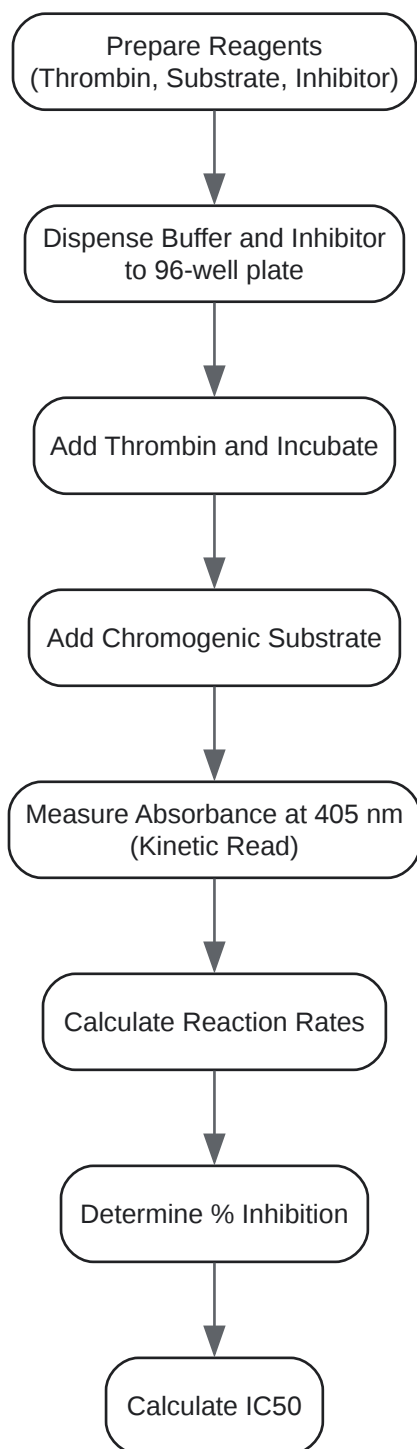 Prepare Reagents
(Thrombin, Substrate, Inhibitor)
Dispense Buffer and Inhibitor
to 96-well plate
Add Thrombin and Incubate
Add Chromogenic Substrate
Measure Absorbance at 405 nm
(Kinetic Read)
Calculate Reaction Rates
Determine % Inhibition
Calculate IC50